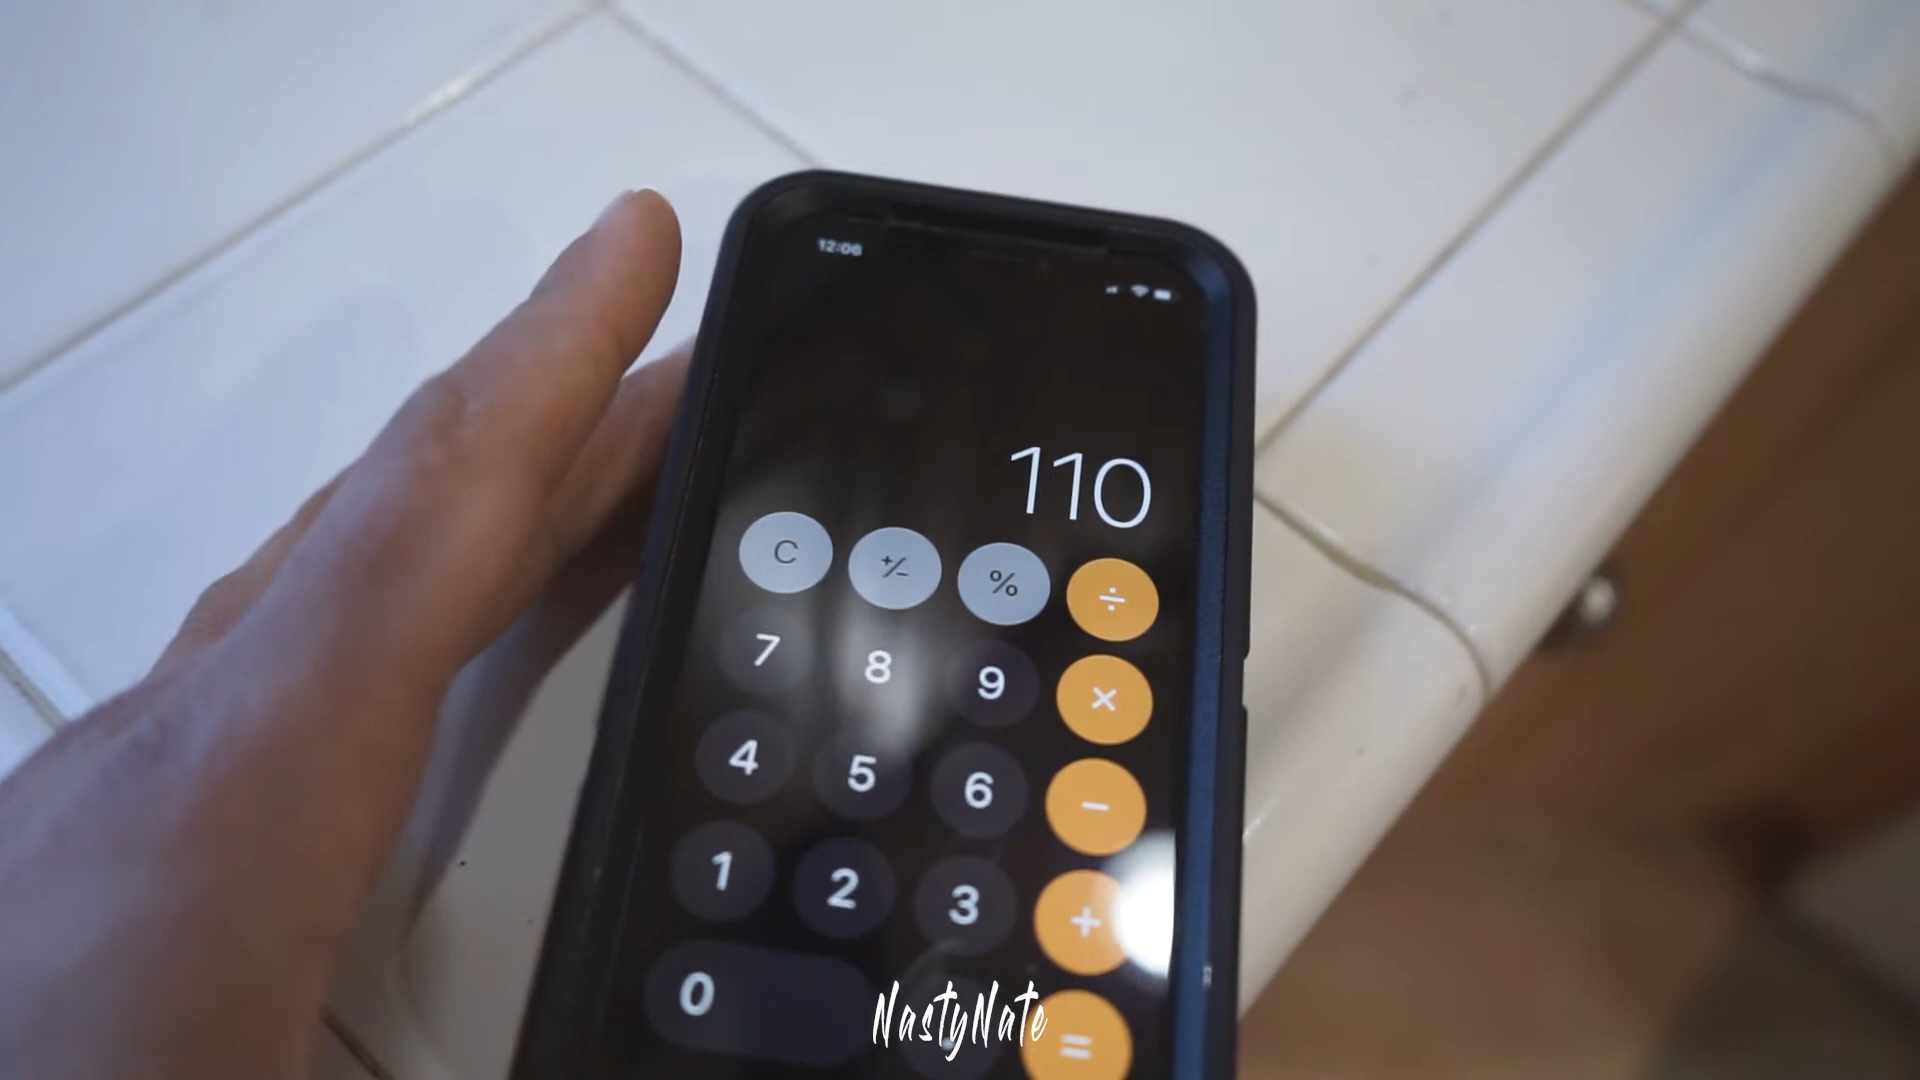 12:06
110
C +/- % ÷
7 8 9 ×
4 5 6 −
1 2 3 +
0 . =
NastyNate